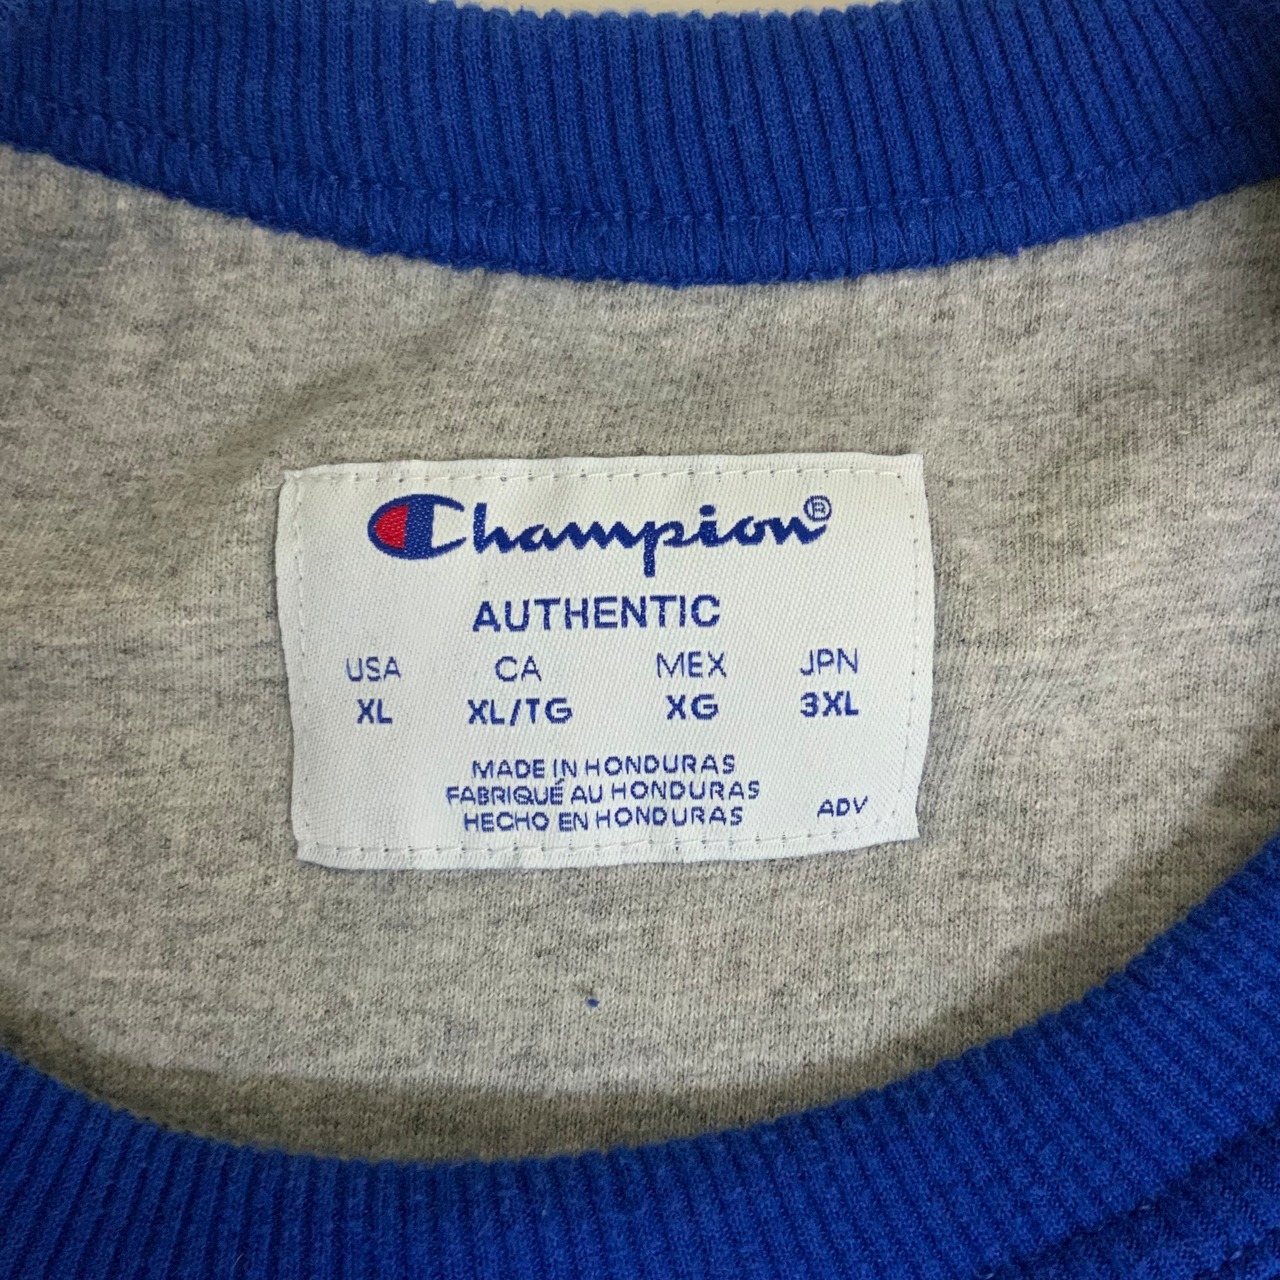 Champion®
AUTHENTIC
USA CA MEX JPN
XL XL/TG XG 3XL
MADE IN HONDURAS
FABRIQUÉ AU HONDURAS
HECHO EN HONDURAS
ADV